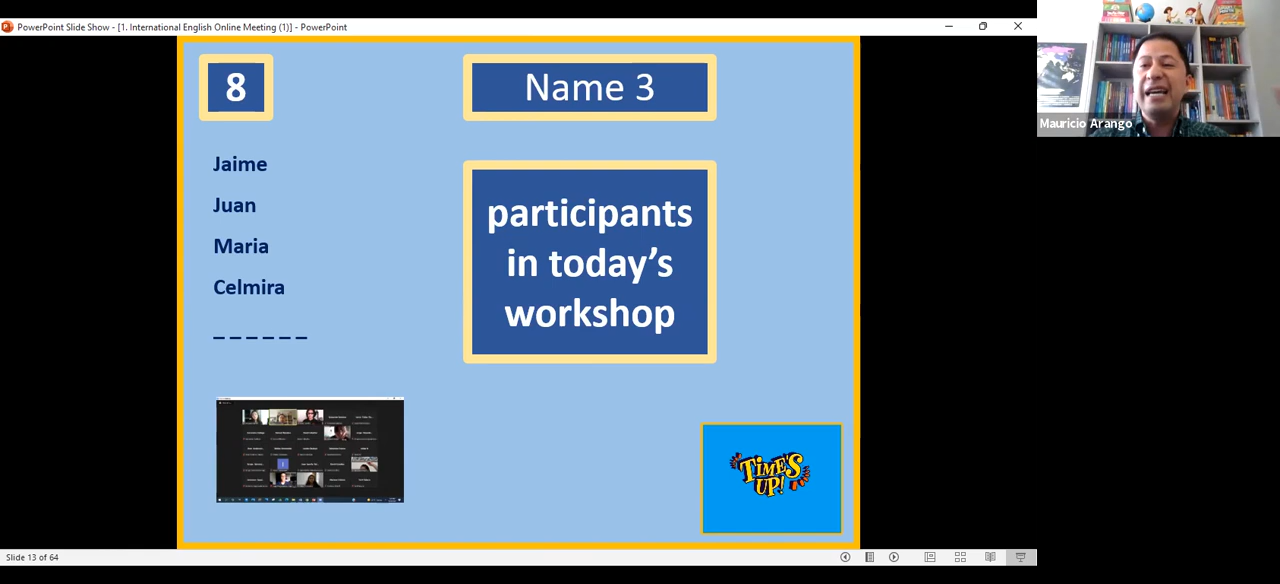 PowerPoint Slide Show - [1. International English Online Meeting (1)] - PowerPoint
8
Name 3
Jaime
Juan
Maria
Celmira
_ _ _ _ _ _
participants
in today's
workshop
TIME'S
UP!
Slide 13 of 64
Mauricio Arango